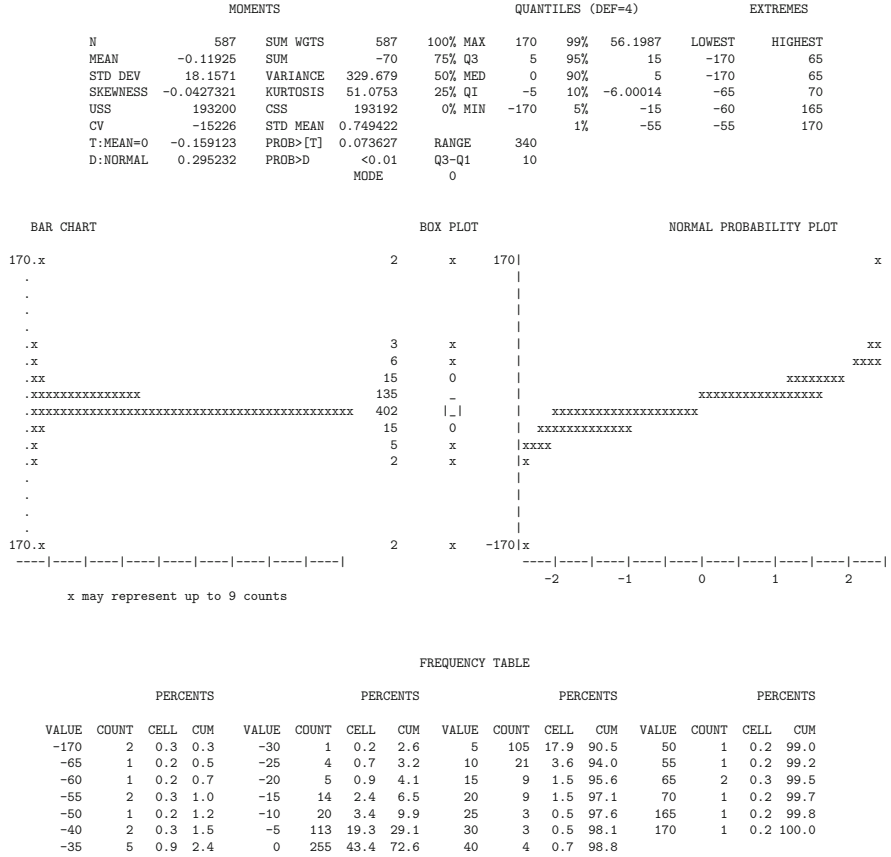 MOMENTS QUANTILES (DEF=4) EXTREMES
N 587 SUM WGTS 587 100% MAX 170 99% 56.1987 LOWEST HIGHEST
MEAN -0.11925 SUM -70 75% Q3 5 95% 15 -170 65
STD DEV 18.1571 VARIANCE 329.679 50% MED 0 90% 5 -170 65
SKEWNESS -0.0427321 KURTOSIS 51.0753 25% QI -5 10% -6.00014 -65 70
USS 193200 CSS 193192 0% MIN -170 5% -15 -60 165
CV -15226 STD MEAN 0.749422 1% -55 -55 170
T:MEAN=0 -0.159123 PROB>[T] 0.073627 RANGE 340
D:NORMAL 0.295232 PROB>D <0.01 Q3-Q1 10
MODE 0
BAR CHART BOX PLOT NORMAL PROBABILITY PLOT
170.x 2 x 170| x
. |
. |
. |
. |
.x 3 x | xx
.x 6 x | xxxx
.xx 15 0 | xxxxxxxx
.xxxxxxxxxxxxxxx 135 _ | xxxxxxxxxxxxxxxxx
.xxxxxxxxxxxxxxxxxxxxxxxxxxxxxxxxxxxxxxxxxxxx 402 |_| | xxxxxxxxxxxxxxxxxxxx
.xx 15 0 | xxxxxxxxxxxxx
.x 5 x |xxxx
.x 2 x |x
. |
. |
. |
. |
170.x 2 x -170|x
----|----|----|----|----|----|----|----|----| ----|----|----|----|----|----|----|----|----|----|
-2 -1 0 1 2
x may represent up to 9 counts
FREQUENCY TABLE
PERCENTS PERCENTS PERCENTS PERCENTS
VALUE COUNT CELL CUM VALUE COUNT CELL CUM VALUE COUNT CELL CUM VALUE COUNT CELL CUM
-170 2 0.3 0.3 -30 1 0.2 2.6 5 105 17.9 90.5 50 1 0.2 99.0
-65 1 0.2 0.5 -25 4 0.7 3.2 10 21 3.6 94.0 55 1 0.2 99.2
-60 1 0.2 0.7 -20 5 0.9 4.1 15 9 1.5 95.6 65 2 0.3 99.5
-55 2 0.3 1.0 -15 14 2.4 6.5 20 9 1.5 97.1 70 1 0.2 99.7
-50 1 0.2 1.2 -10 20 3.4 9.9 25 3 0.5 97.6 165 1 0.2 99.8
-40 2 0.3 1.5 -5 113 19.3 29.1 30 3 0.5 98.1 170 1 0.2 100.0
-35 5 0.9 2.4 0 255 43.4 72.6 40 4 0.7 98.8